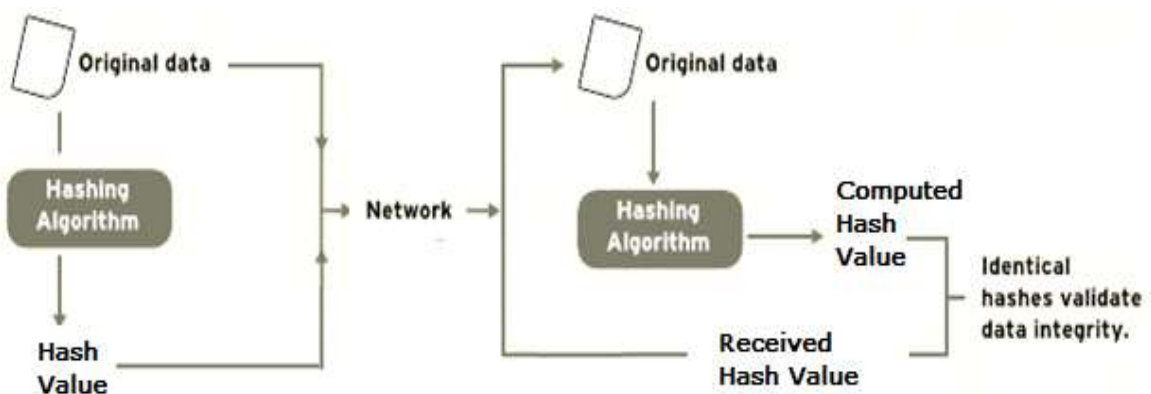 Original data
Hashing
Algorithm
Hash
Value
Network
Original data
Hashing
Algorithm
Computed
Hash
Value
Received
Hash Value
Identical
hashes validate
data integrity.